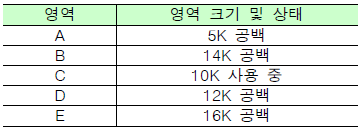 영역 영역 크기 및 상태
A 5K 공백
B 14K 공백
C 10K 사용 중
D 12K 공백
E 16K 공백